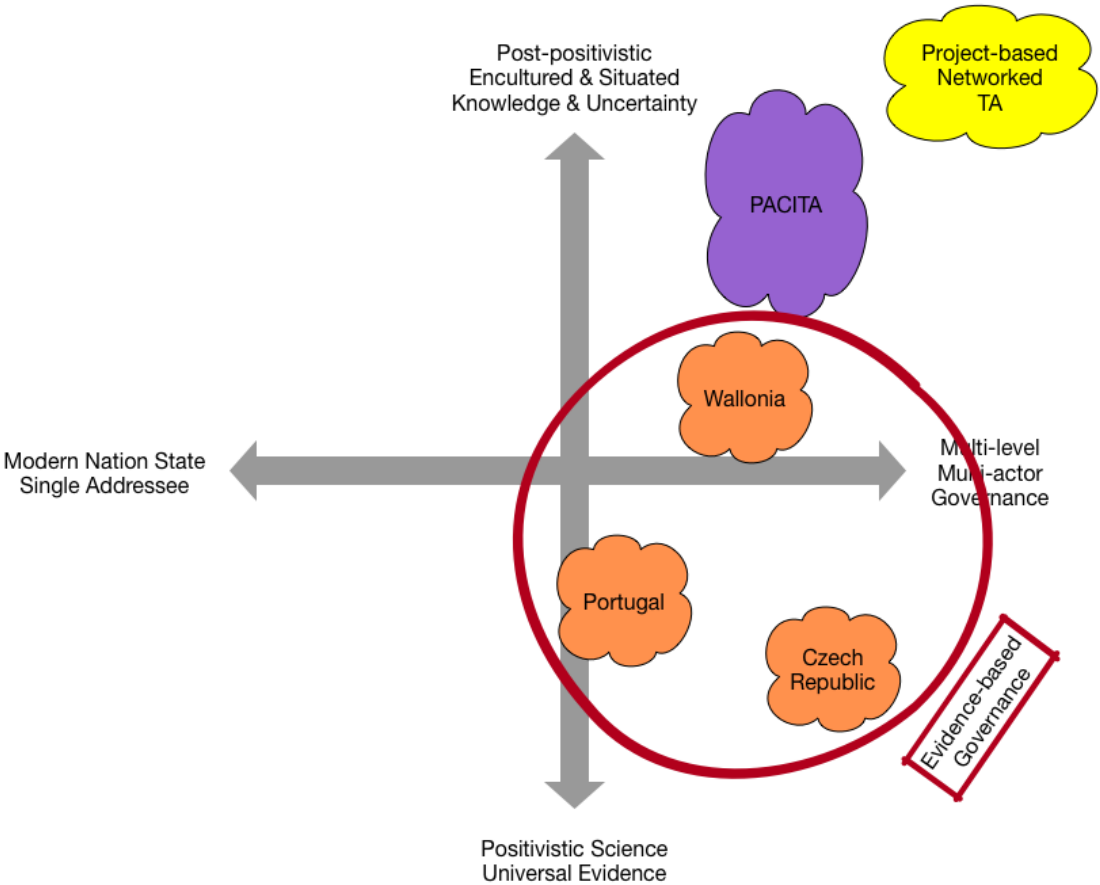 Post-positivistic
Encultured & Situated
Knowledge & Uncertainty
Project-based
Networked
TA
PACITA
Wallonia
Modern Nation State
Single Addressee
Multi-level
Multi-actor
Governance
Portugal
Czech
Republic
Evidence-based
Governance
Positivistic Science
Universal Evidence